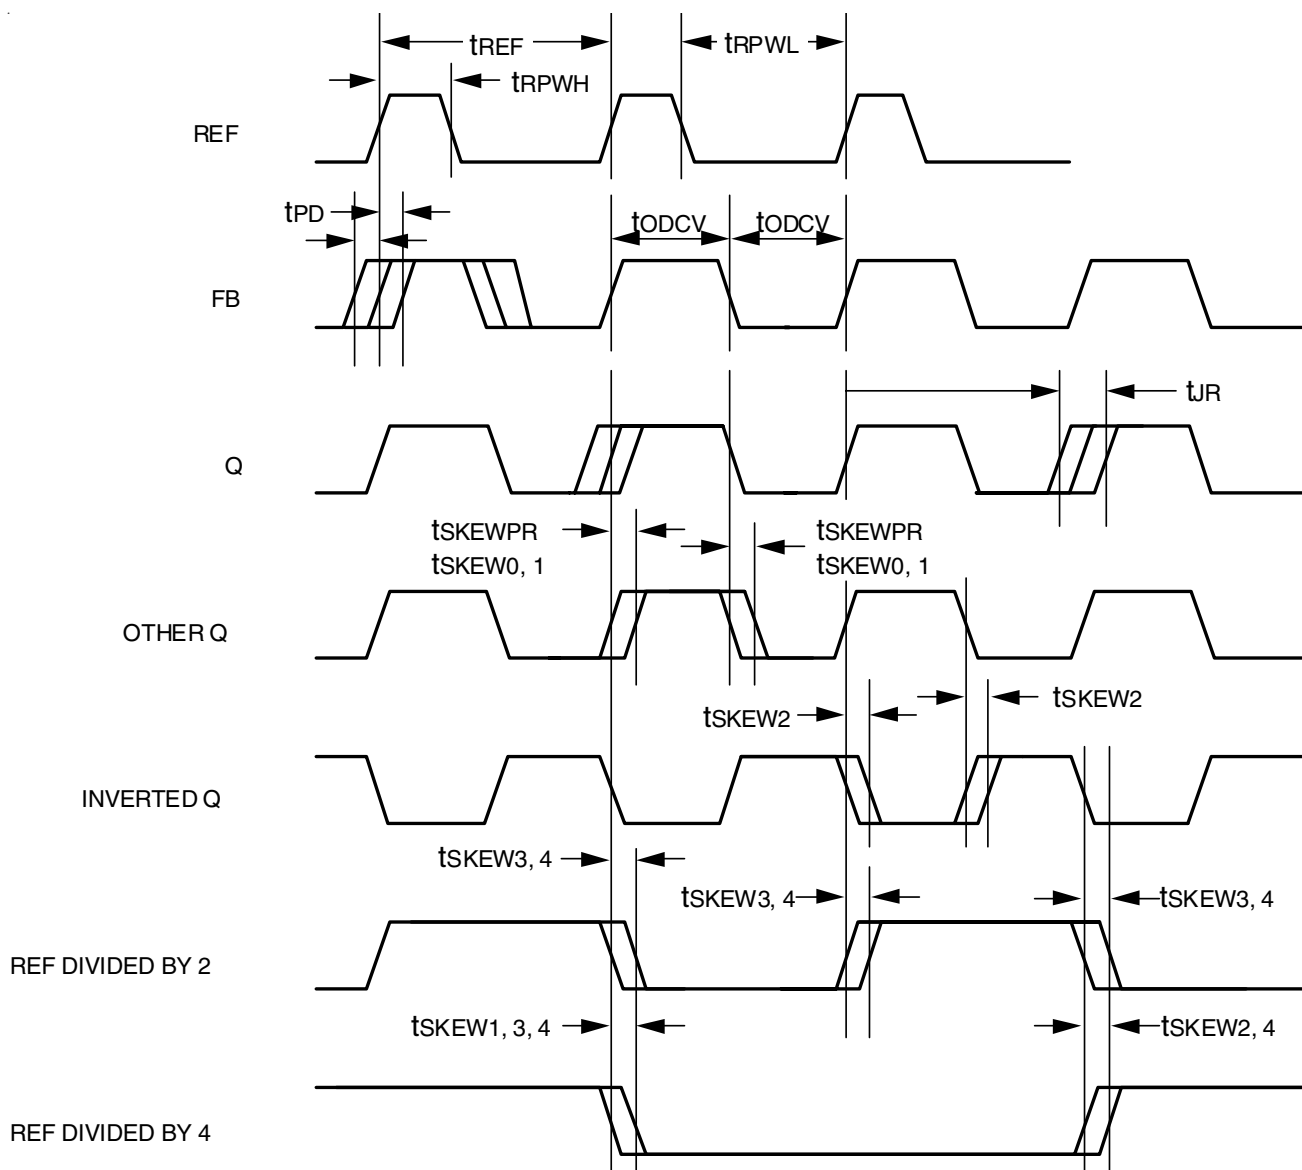 tREF
tRPWL
tRPWH
REF
tPD
tODCV
tODCV
FB
tJR
Q
tSKEWPR
tSKEW0, 1
tSKEWPR
tSKEW0, 1
OTHER Q
tSKEW2
tSKEW2
INVERTED Q
tSKEW3, 4
tSKEW3, 4
tSKEW3, 4
REF DIVIDED BY 2
tSKEW1, 3, 4
tSKEW2, 4
REF DIVIDED BY 4